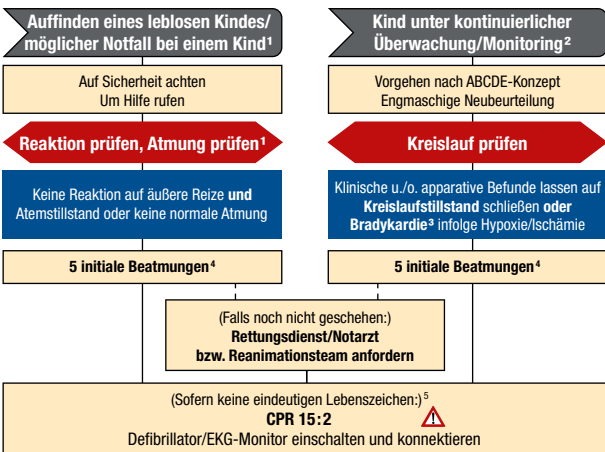 Auffinden eines leblosen Kindes/
möglicher Notfall bei einem Kind¹
Auf Sicherheit achten
Um Hilfe rufen
Reaktion prüfen, Atmung prüfen¹
Keine Reaktion auf äußere Reize und
Atemstillstand oder keine normale Atmung
5 initiale Beatmungen⁴
Kind unter kontinuierlicher
Überwachung/Monitoring²
Vorgehen nach ABCDE-Konzept
Engmaschige Neubeurteilung
Kreislauf prüfen
Klinische u./o. apparative Befunde lassen auf
Kreislaufstillstand schließen oder
Bradykardie³ infolge Hypoxie/Ischämie
5 initiale Beatmungen⁴
(Falls noch nicht geschehen:)
Rettungsdienst/Notarzt
bzw. Reanimationsteam anfordern
(Sofern keine eindeutigen Lebenszeichen:)⁵
CPR 15:2
Defibrillator/EKG-Monitor einschalten und konnektieren